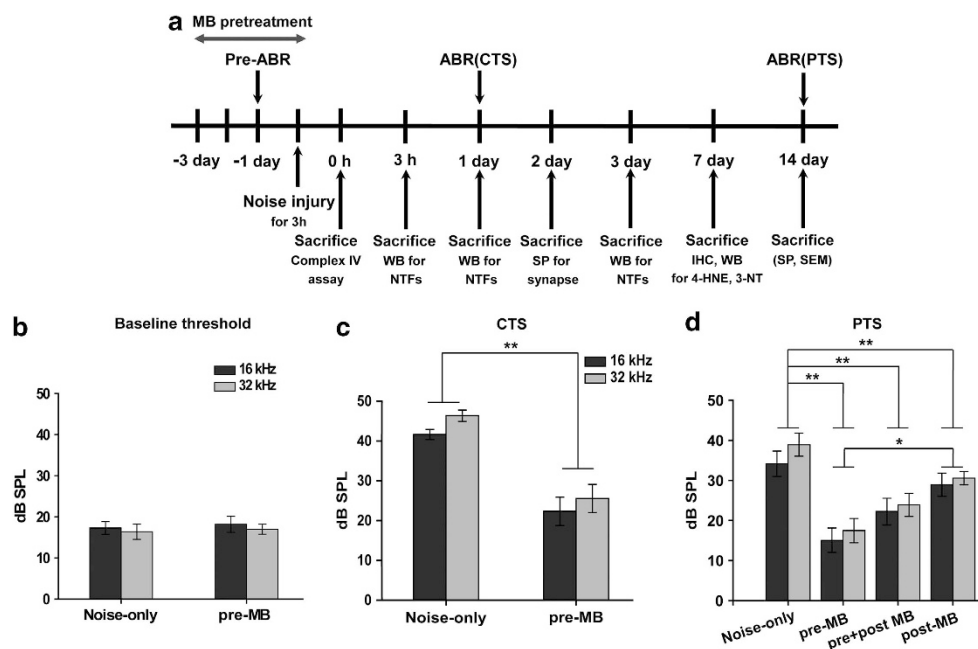 a
MB pretreatment
Pre-ABR
ABR(CTS)
ABR(PTS)
-3 day
-1 day
0 h
3 h
1 day
2 day
3 day
7 day
14 day
Noise injury
for 3h
Sacrifice
Complex IV
assay
Sacrifice
WB for
NTFs
Sacrifice
WB for
NTFs
Sacrifice
SP for
synapse
Sacrifice
WB for
NTFs
Sacrifice
IHC, WB
for 4-HNE, 3-NT
Sacrifice
(SP, SEM)
b
Baseline threshold
16 kHz
32 kHz
dB SPL
50
40
30
20
10
0
Noise-only
pre-MB
c
CTS
**
16 kHz
32 kHz
dB SPL
50
40
30
20
10
0
Noise-only
pre-MB
d
PTS
**
**
**
*
16 kHz
32 kHz
dB SPL
50
40
30
20
10
0
Noise-only
pre-MB
pre+post MB
post-MB